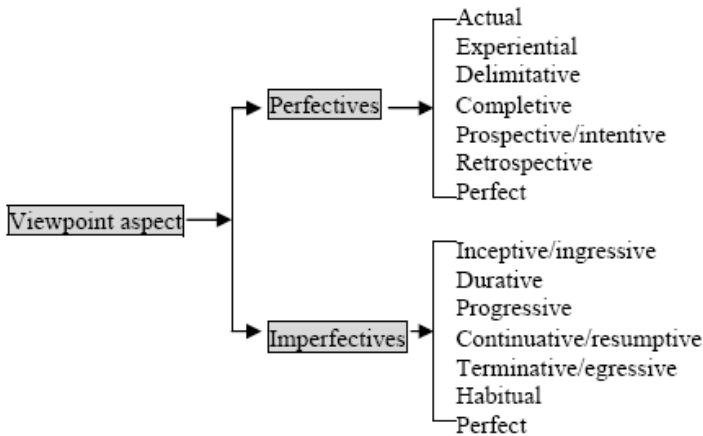 Actual
Experiential
Delimitative
Perfectives
Completive
Prospective/intentive
Retrospective
Perfect
Viewpoint aspect
Inceptive/ingressive
Durative
Progressive
Imperfectives
Continuative/resumptive
Terminative/egressive
Habitual
Perfect